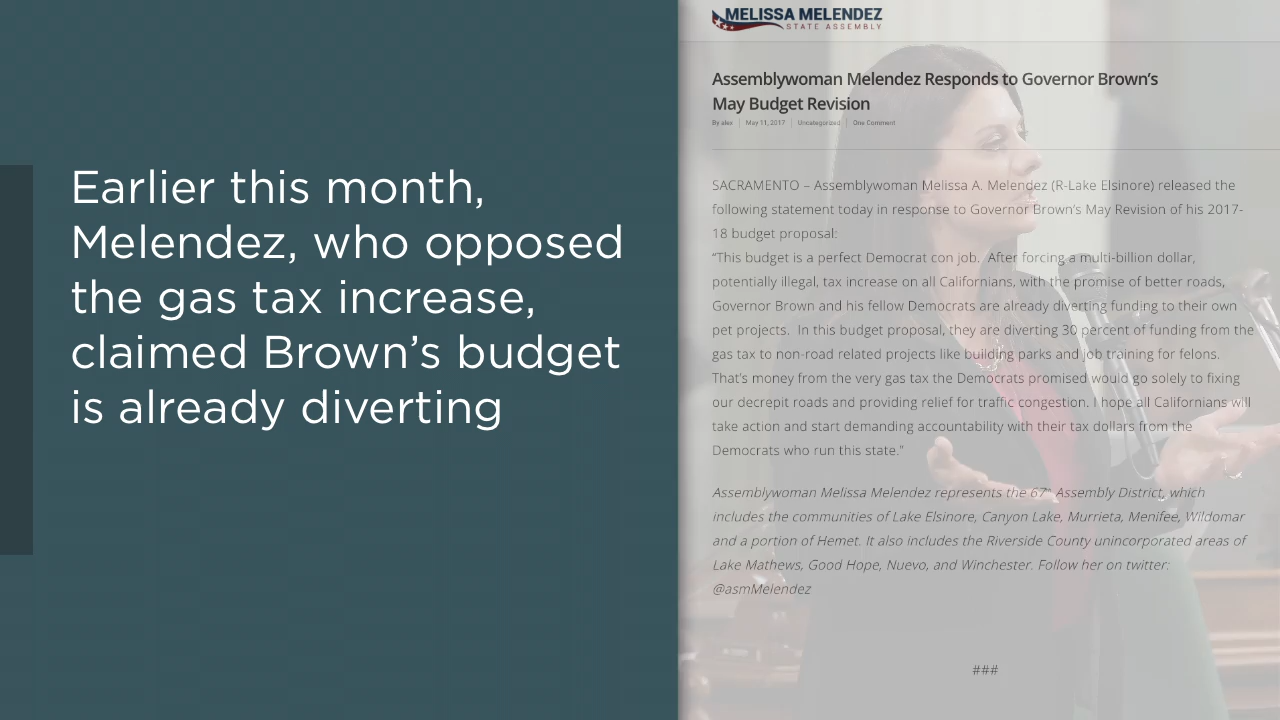 Earlier this month,
Melendez, who opposed
the gas tax increase,
claimed Brown’s budget
is already diverting
MELISSA MELENDEZ
STATE ASSEMBLY
Assemblywoman Melendez Responds to Governor Brown’s
May Budget Revision
By alex | May 11, 2017 | Uncategorized | One Comment
SACRAMENTO – Assemblywoman Melissa A. Melendez (R-Lake Elsinore) released the
following statement today in response to Governor Brown’s May Revision of his 2017-
18 budget proposal:
“This budget is a perfect Democrat con job.  After forcing a multi-billion dollar,
potentially illegal, tax increase on all Californians, with the promise of better roads,
Governor Brown and his fellow Democrats are already diverting funding to their own
pet projects.  In this budget proposal, they are diverting 30 percent of funding from the
gas tax to non-road related projects like building parks and job training for felons.
That’s money from the very gas tax the Democrats promised would go solely to fixing
our decrepit roads and providing relief for traffic congestion. I hope all Californians will
take action and start demanding accountability with their tax dollars from the
Democrats who run this state.”
Assemblywoman Melissa Melendez represents the 67th Assembly District, which
includes the communities of Lake Elsinore, Canyon Lake, Murrieta, Menifee, Wildomar
and a portion of Hemet. It also includes the Riverside County unincorporated areas of
Lake Mathews, Good Hope, Nuevo, and Winchester. Follow her on twitter:
@asmMelendez
###